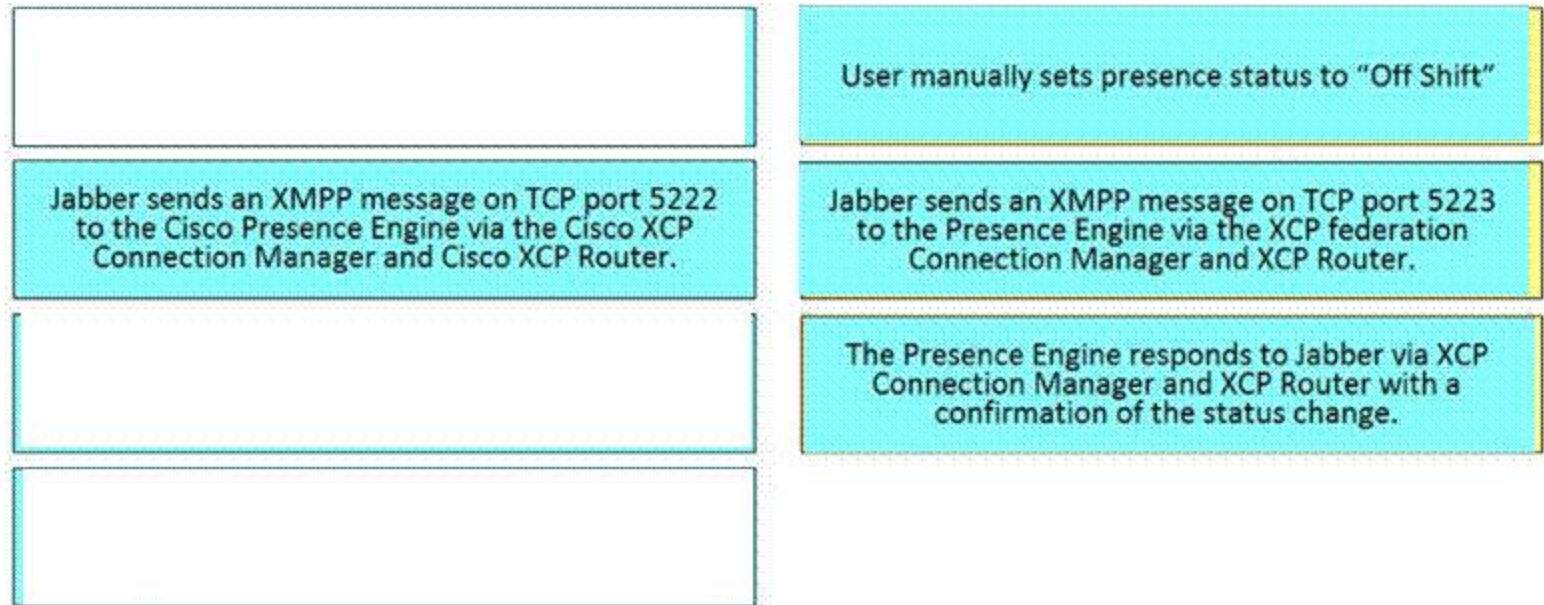 User manually sets presence status to “Off Shift”
Jabber sends an XMPP message on TCP port 5222
to the Cisco Presence Engine via the Cisco XCP
Connection Manager and Cisco XCP Router.
Jabber sends an XMPP message on TCP port 5223
to the Presence Engine via the XCP federation
Connection Manager and XCP Router.
The Presence Engine responds to Jabber via XCP
Connection Manager and XCP Router with a
confirmation of the status change.